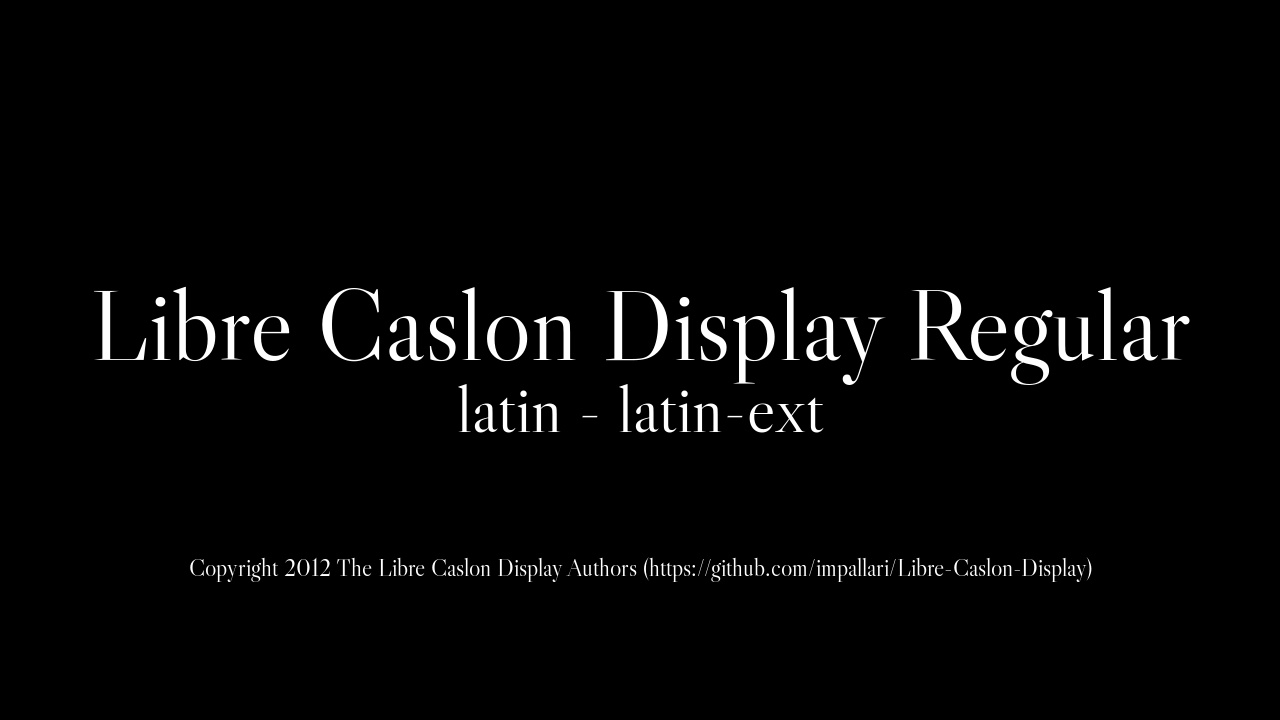 Libre Caslon Display Regular
latin - latin-ext
Copyright 2012 The Libre Caslon Display Authors (https://github.com/impallari/Libre-Caslon-Display)